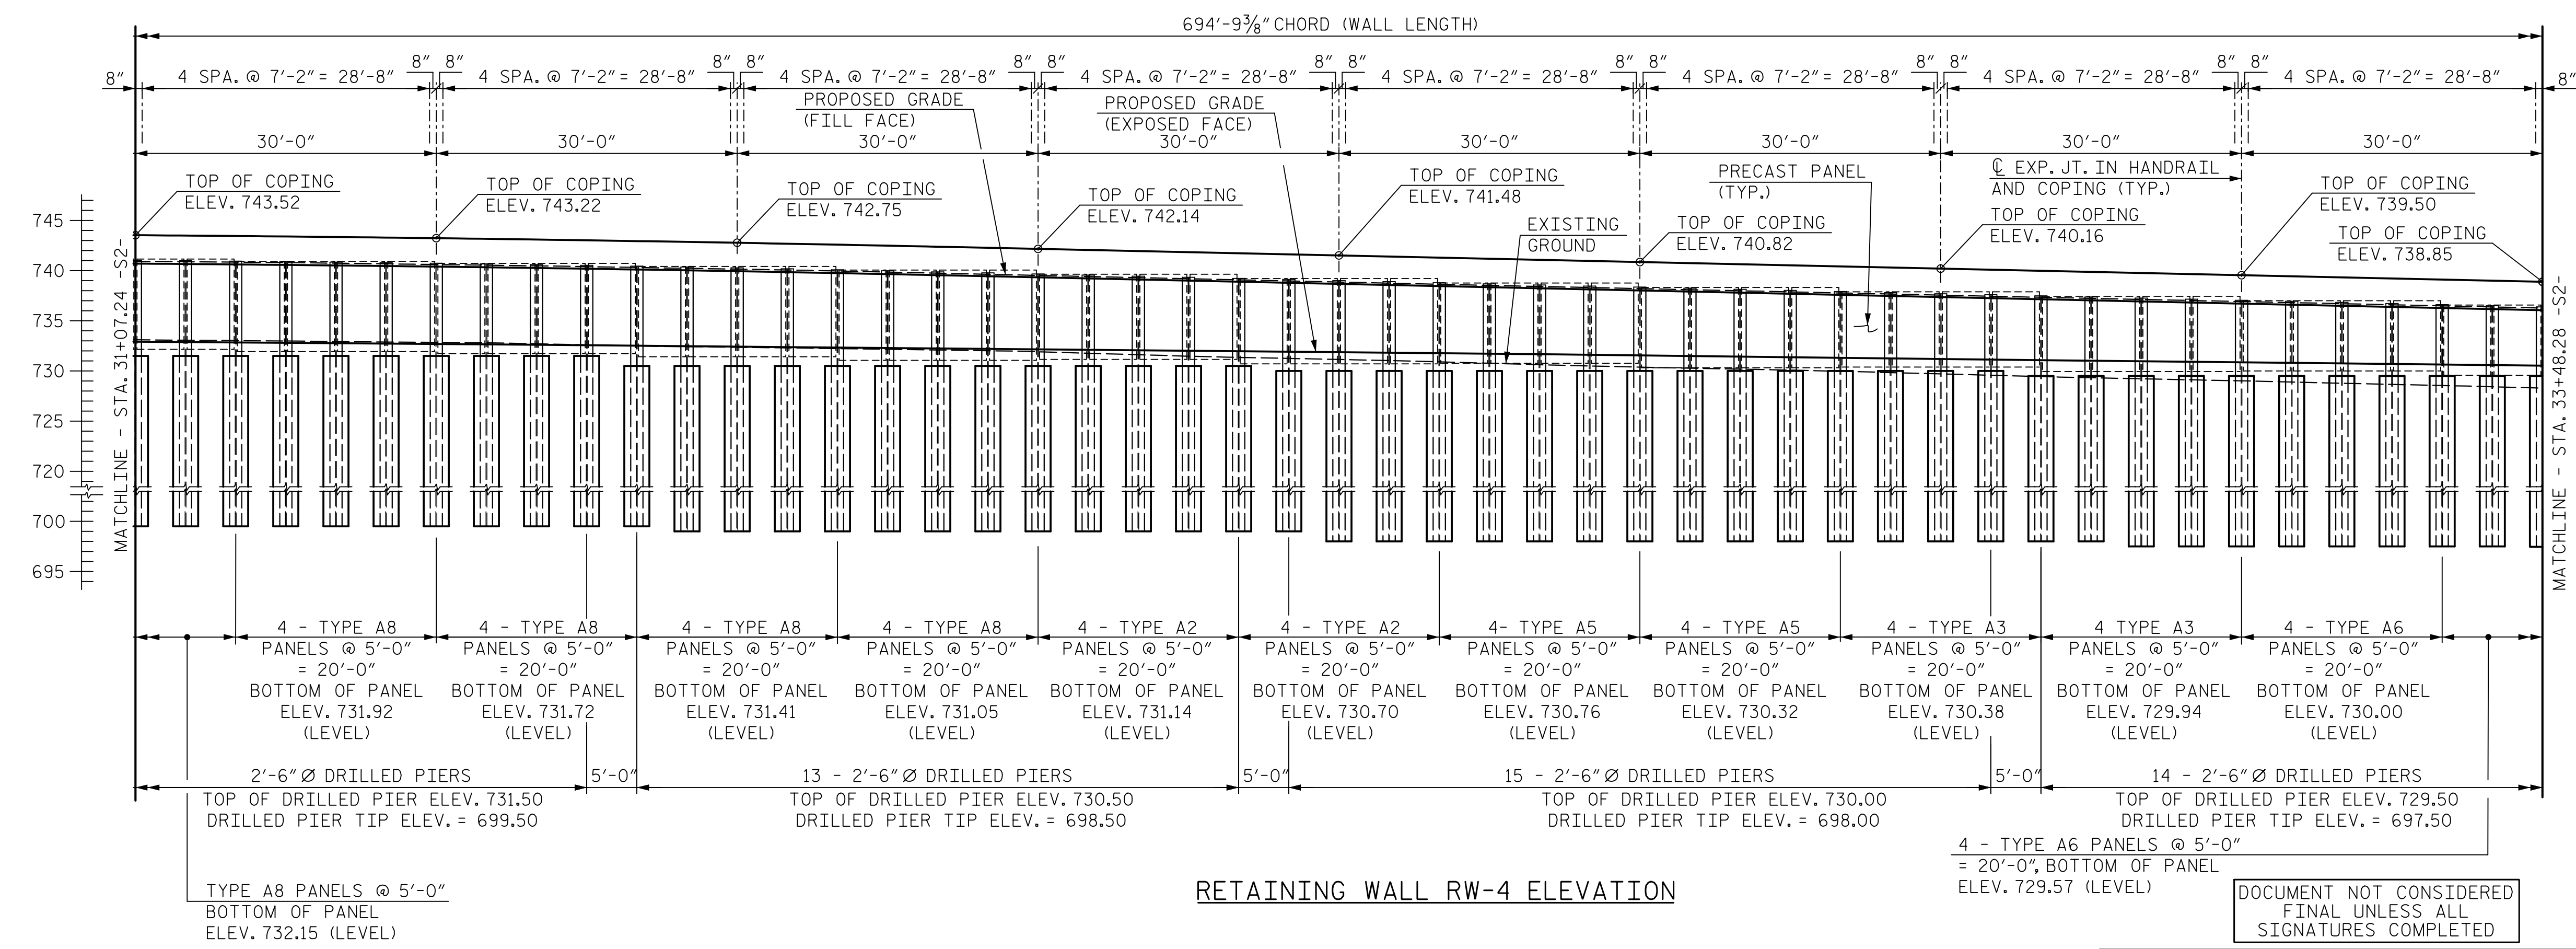 694'-9⅜" CHORD (WALL LENGTH)
8" 8" 8" 8" 8" 8" 8" 8" 8" 8" 8" 8" 8" 8"
8" 4 SPA. @ 7'-2" = 28'-8" 4 SPA. @ 7'-2" = 28'-8" 4 SPA. @ 7'-2" = 28'-8" 4 SPA. @ 7'-2" = 28'-8" 4 SPA. @ 7'-2" = 28'-8" 4 SPA. @ 7'-2" = 28'-8" 4 SPA. @ 7'-2" = 28'-8" 4 SPA. @ 7'-2" = 28'-8" 8"
PROPOSED GRADE
(FILL FACE)
PROPOSED GRADE
(EXPOSED FACE)
30'-0" 30'-0" 30'-0" 30'-0" 30'-0" 30'-0" 30'-0" 30'-0"
TOP OF COPING
ELEV. 743.52
TOP OF COPING
ELEV. 743.22
TOP OF COPING
ELEV. 742.75
TOP OF COPING
ELEV. 742.14
TOP OF COPING
ELEV. 741.48
EXISTING
GROUND
PRECAST PANEL
(TYP.)
TOP OF COPING
ELEV. 740.82
℄ EXP. JT. IN HANDRAIL
AND COPING (TYP.)
TOP OF COPING
ELEV. 740.16
TOP OF COPING
ELEV. 739.50
TOP OF COPING
ELEV. 738.85
745
740
735
730
725
720
700
695
MATCHLINE - STA. 31+07.24 -S2-
MATCHLINE - STA. 33+48.28 -S2-
4 - TYPE A8
PANELS @ 5'-0"
= 20'-0"
BOTTOM OF PANEL
ELEV. 731.92
(LEVEL)
4 - TYPE A8
PANELS @ 5'-0"
= 20'-0"
BOTTOM OF PANEL
ELEV. 731.72
(LEVEL)
4 - TYPE A8
PANELS @ 5'-0"
= 20'-0"
BOTTOM OF PANEL
ELEV. 731.41
(LEVEL)
4 - TYPE A8
PANELS @ 5'-0"
= 20'-0"
BOTTOM OF PANEL
ELEV. 731.05
(LEVEL)
4 - TYPE A2
PANELS @ 5'-0"
= 20'-0"
BOTTOM OF PANEL
ELEV. 731.14
(LEVEL)
4 - TYPE A2
PANELS @ 5'-0"
= 20'-0"
BOTTOM OF PANEL
ELEV. 730.70
(LEVEL)
4- TYPE A5
PANELS @ 5'-0"
= 20'-0"
BOTTOM OF PANEL
ELEV. 730.76
(LEVEL)
4 - TYPE A5
PANELS @ 5'-0"
= 20'-0"
BOTTOM OF PANEL
ELEV. 730.32
(LEVEL)
4 - TYPE A3
PANELS @ 5'-0"
= 20'-0"
BOTTOM OF PANEL
ELEV. 730.38
(LEVEL)
4 TYPE A3
PANELS @ 5'-0"
= 20'-0"
BOTTOM OF PANEL
ELEV. 729.94
(LEVEL)
4 - TYPE A6
PANELS @ 5'-0"
= 20'-0"
BOTTOM OF PANEL
ELEV. 730.00
(LEVEL)
2'-6" Ø DRILLED PIERS
TOP OF DRILLED PIER ELEV. 731.50
DRILLED PIER TIP ELEV. = 699.50
5'-0"
13 - 2'-6" Ø DRILLED PIERS
TOP OF DRILLED PIER ELEV. 730.50
DRILLED PIER TIP ELEV. = 698.50
5'-0"
15 - 2'-6" Ø DRILLED PIERS
TOP OF DRILLED PIER ELEV. 730.00
DRILLED PIER TIP ELEV. = 698.00
5'-0"
14 - 2'-6" Ø DRILLED PIERS
TOP OF DRILLED PIER ELEV. 729.50
DRILLED PIER TIP ELEV. = 697.50
4 - TYPE A6 PANELS @ 5'-0"
= 20'-0", BOTTOM OF PANEL
ELEV. 729.57 (LEVEL)
TYPE A8 PANELS @ 5'-0"
BOTTOM OF PANEL
ELEV. 732.15 (LEVEL)
RETAINING WALL RW-4 ELEVATION
DOCUMENT NOT CONSIDERED
FINAL UNLESS ALL
SIGNATURES COMPLETED